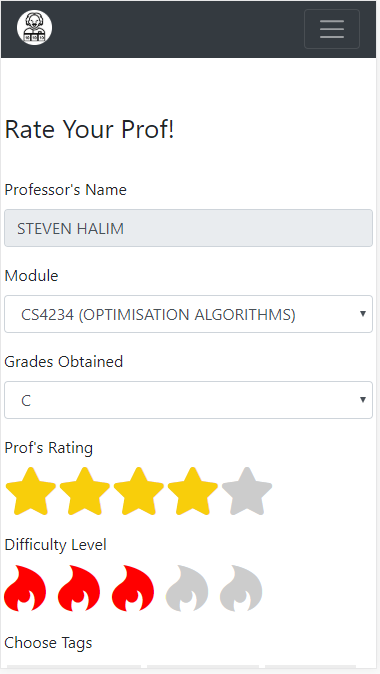 Rate Your Prof!
Professor's Name
STEVEN HALIM
Module
CS4234 (OPTIMISATION ALGORITHMS)
Grades Obtained
C
Prof's Rating
Difficulty Level
Choose Tags